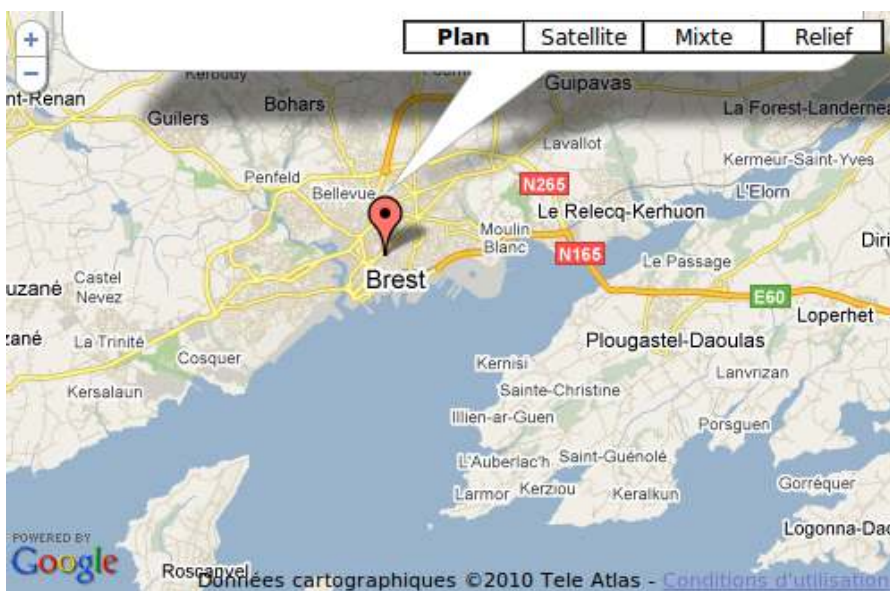 Plan Satellite Mixte Relief
+
−
Guipavas
nt-Renan
Bohars
La Forest-Landerne
Guilers
Lavallot
Kermeur-Saint-Yves
Penfeld
N265
Bellevue
L'Elorn
Le Relecq-Kerhuon
Moulin
Blanc
Diri
N165
Le Passage
Brest
Castel
Nevez
uzané
E60
Loperhet
zané
La Trinité
Plougastel-Daoulas
Cosquer
Kernisi
Lanvrizan
Kersalaun
Sainte-Christine
Illien-ar-Guen
Porsguen
L'Auberlac'h
Saint-Guénolé
Gorréquer
Larmor
Kerziou
Keralkun
Logonna-Dao
POWERED BY
Google
Roscanvel
Données cartographiques ©2010 Tele Atlas - Conditions d'utilisation